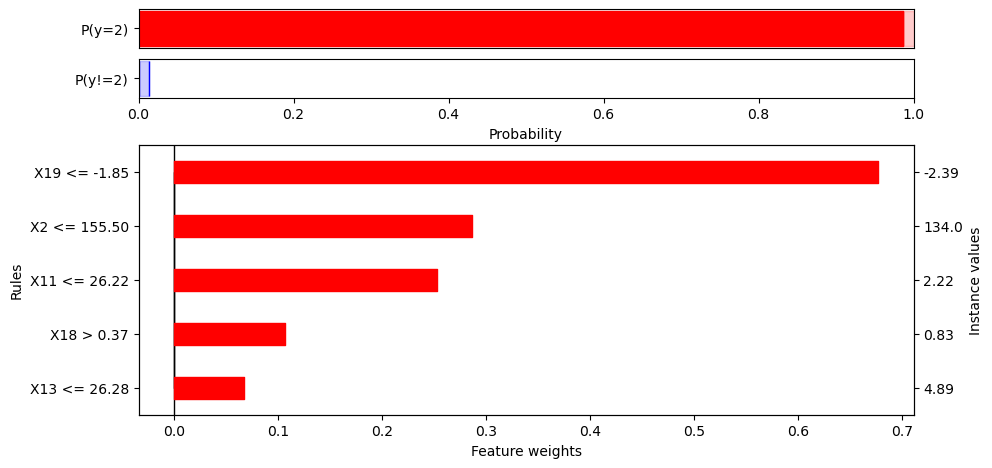 P(y=2)
P(y!=2)
0.0 0.2 0.4 0.6 0.8 1.0
Probability
X19 <= -1.85 -2.39
X2 <= 155.50 134.0
X11 <= 26.22 2.22
X18 > 0.37 0.83
X13 <= 26.28 4.89
Rules
Instance values
0.0 0.1 0.2 0.3 0.4 0.5 0.6 0.7
Feature weights